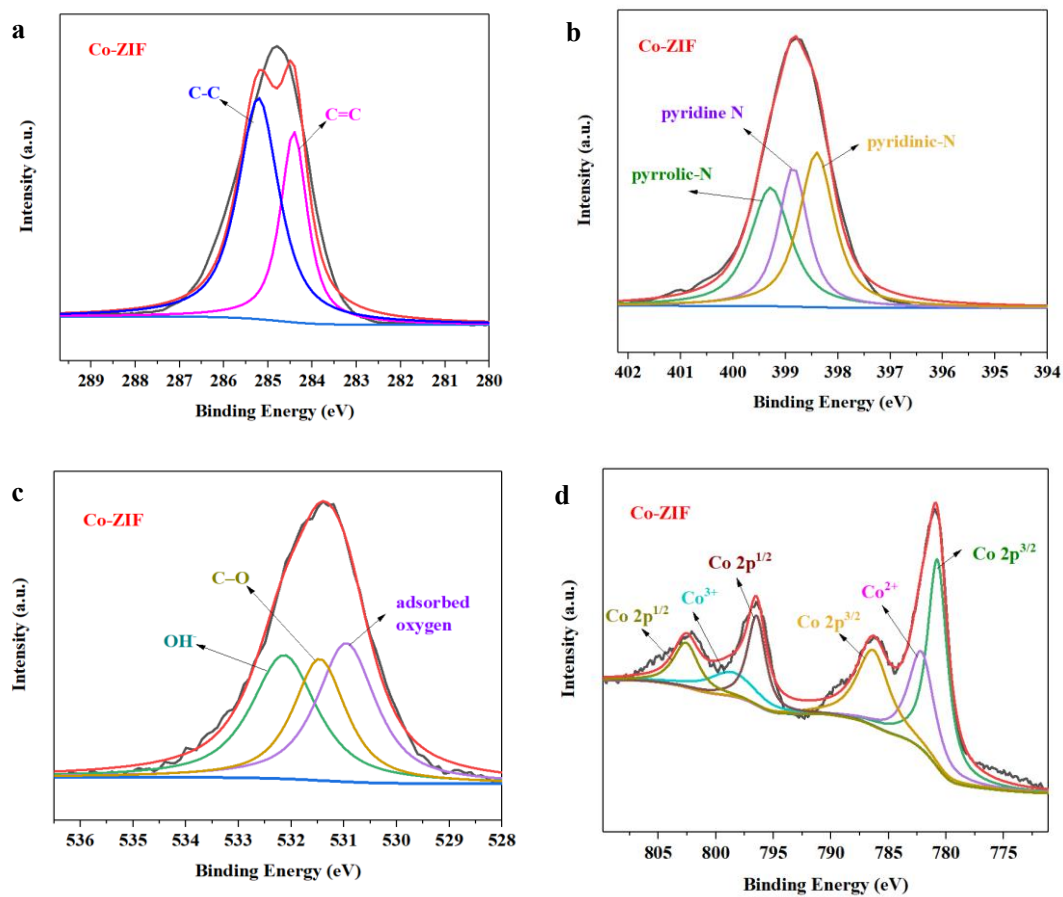 a
Co-ZIF
C-C
C=C
Intensity (a.u.)
289 288 287 286 285 284 283 282 281 280
Binding Energy (eV)
b
Co-ZIF
pyridine N
pyridinic-N
pyrrolic-N
Intensity (a.u.)
402 401 400 399 398 397 396 395 394
Binding Energy (eV)
c
Co-ZIF
C–O
adsorbed
oxygen
OH
Intensity (a.u.)
536 535 534 533 532 531 530 529 528
Binding Energy (eV)
d
Co-ZIF
Co 2p3/2
Co 2p1/2
Co2+
Co3+
Co 2p1/2
Co 2p3/2
Intensity (a.u.)
805 800 795 790 785 780 775
Binding Energy (eV)